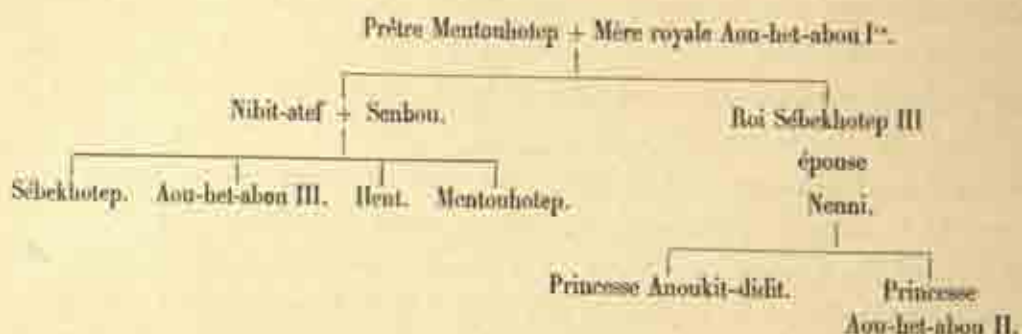 Prêtre Mentouhotep + Mère royale Aou-het-abou Ire.
Nibit-atef + Senbou.
Roi Sébekhotep III
épouse
Nenni.
Sébekhotep. Aou-het-abou III. Hent. Mentouhotep.
Princesse Anoukit-didit.
Princesse
Aou-het-abou II.